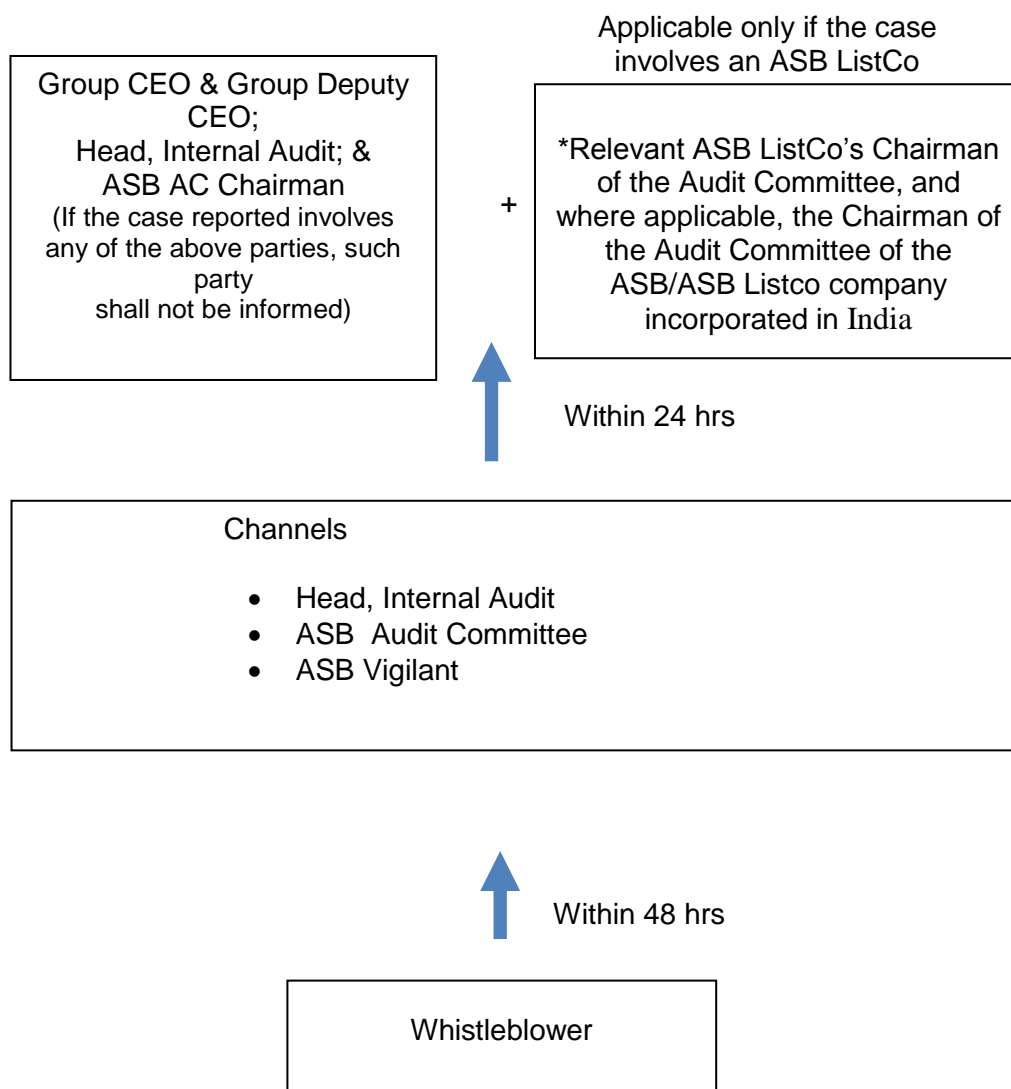 Applicable only if the case
involves an ASB ListCo
Group CEO & Group Deputy
CEO;
Head, Internal Audit; &
ASB AC Chairman
(If the case reported involves
any of the above parties, such
party
shall not be informed)
+
*Relevant ASB ListCo’s Chairman
of the Audit Committee, and
where applicable, the Chairman of
the Audit Committee of the
ASB/ASB Listco company
incorporated in India
Within 24 hrs
Channels
• Head, Internal Audit
• ASB Audit Committee
• ASB Vigilant
Within 48 hrs
Whistleblower